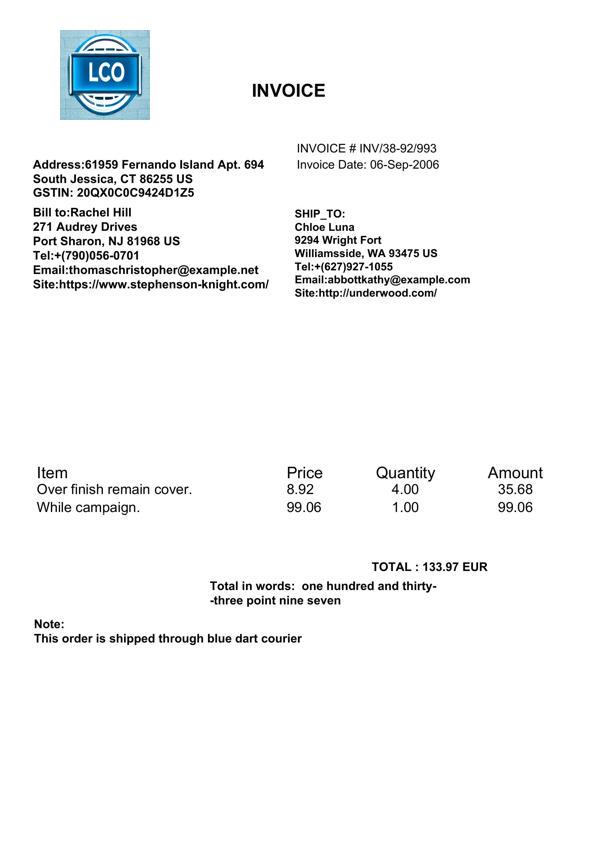 LCO
INVOICE
INVOICE # INV/38-92/993
Invoice Date: 06-Sep-2006
Address:61959 Fernando Island Apt. 694
South Jessica, CT 86255 US
GSTIN: 20QX0C0C9424D1Z5
Bill to:Rachel Hill
271 Audrey Drives
Port Sharon, NJ 81968 US
Tel:+(790)056-0701
Email:thomaschristopher@example.net
Site:https://www.stephenson-knight.com/
SHIP_TO:
Chloe Luna
9294 Wright Fort
Williamsside, WA 93475 US
Tel:+(627)927-1055
Email:abbottkathy@example.com
Site:http://underwood.com/
Item Price Quantity Amount
Over finish remain cover. 8.92 4.00 35.68
While campaign. 99.06 1.00 99.06
TOTAL : 133.97 EUR
Total in words:  one hundred and thirty-
-three point nine seven
Note:
This order is shipped through blue dart courier